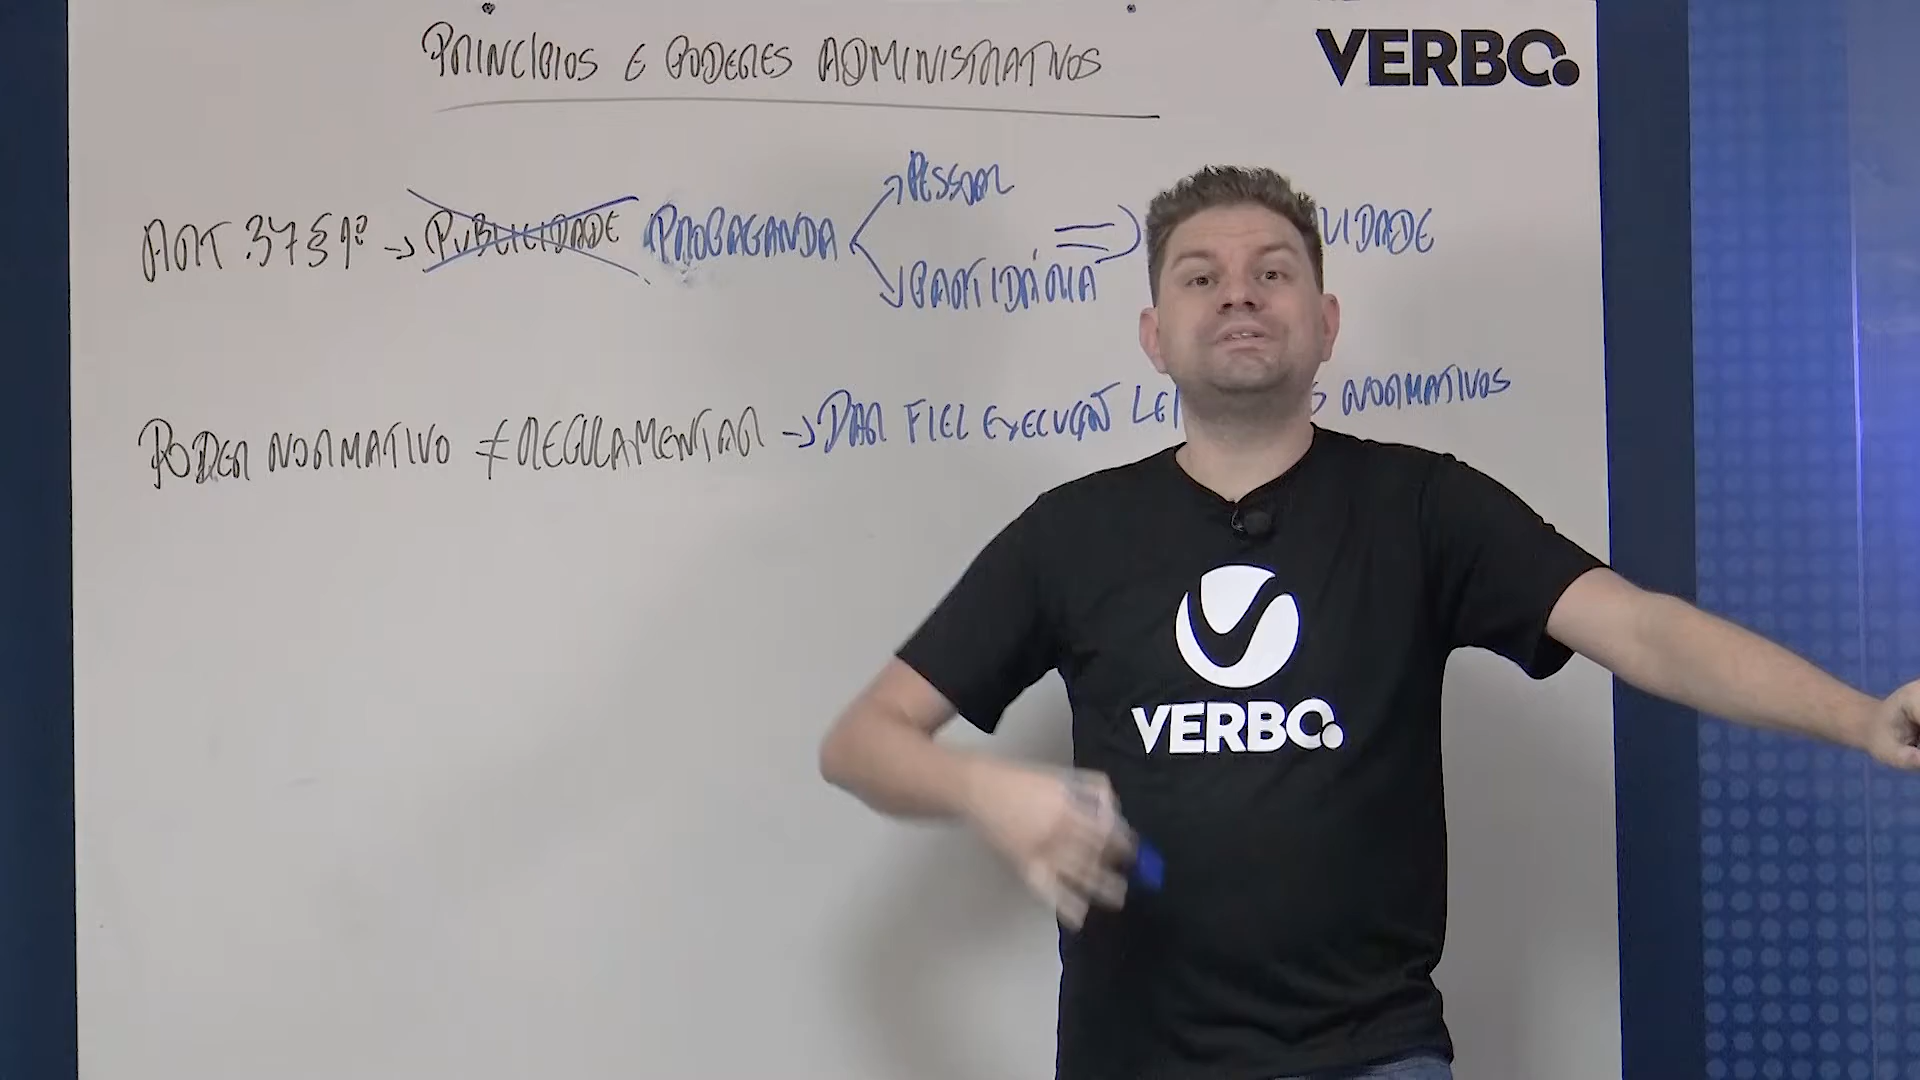 PRINCÍPIOS E PODERES ADMINISTRATIVOS
VERBO.
PESSOAL
ART. 37 § 1º → PUBLICIDADE PROPAGANDA ⇒ LIDADE
PARTIDÁRIA
PODER NORMATIVO ≠ REGULAMENTAR → DAR FIEL EXECUÇÃO LEI S NORMATIVOS
VERBO.